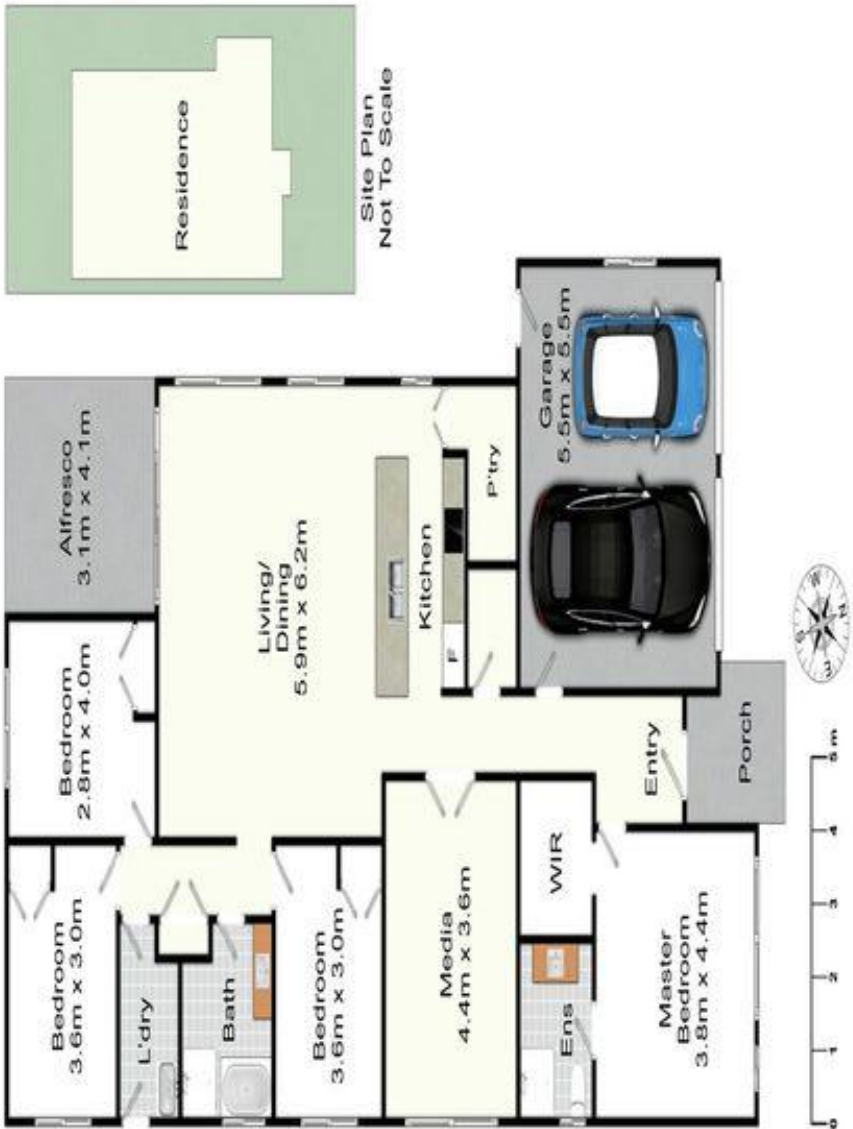 Residence
Site Plan
Not To Scale
Alfresco
3.1m x 4.1m
Bedroom
2.8m x 4.0m
Bedroom
3.6m x 3.0m
Living/
Dining
5.9m x 6.2m
Kitchen
F
P'try
Garage
5.5m x 5.5m
L'dry
Bath
Bedroom
3.6m x 3.0m
Media
4.4m x 3.6m
WIR
Ens
Entry
Porch
Master
Bedroom
3.8m x 4.4m
0 1 2 3 4 5 m
S
W
N
E